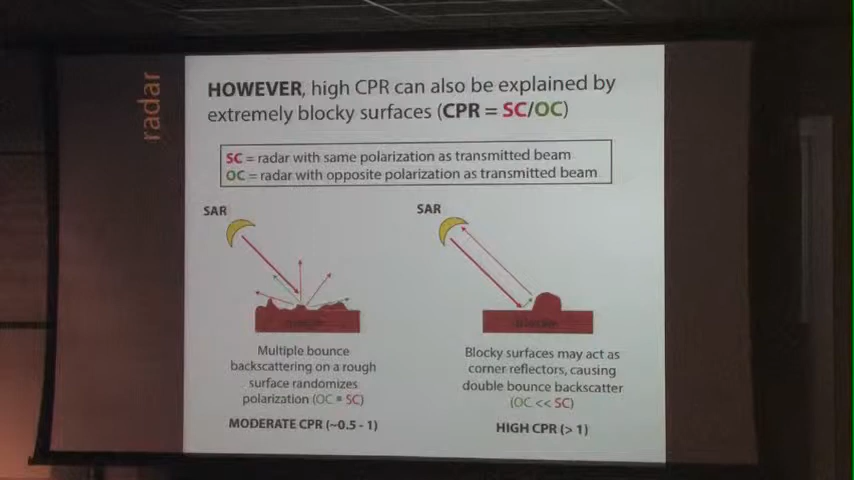 radar
HOWEVER, high CPR can also be explained by
extremely blocky surfaces (CPR = SC/OC)
SC = radar with same polarization as transmitted beam
OC = radar with opposite polarization as transmitted beam
SAR
SAR
Multiple bounce
backscattering on a rough
surface randomizes
polarization (OC ≈ SC)
MODERATE CPR (~0.5 - 1)
Blocky surfaces may act as
corner reflectors, causing
double bounce backscatter
(OC << SC)
HIGH CPR (> 1)